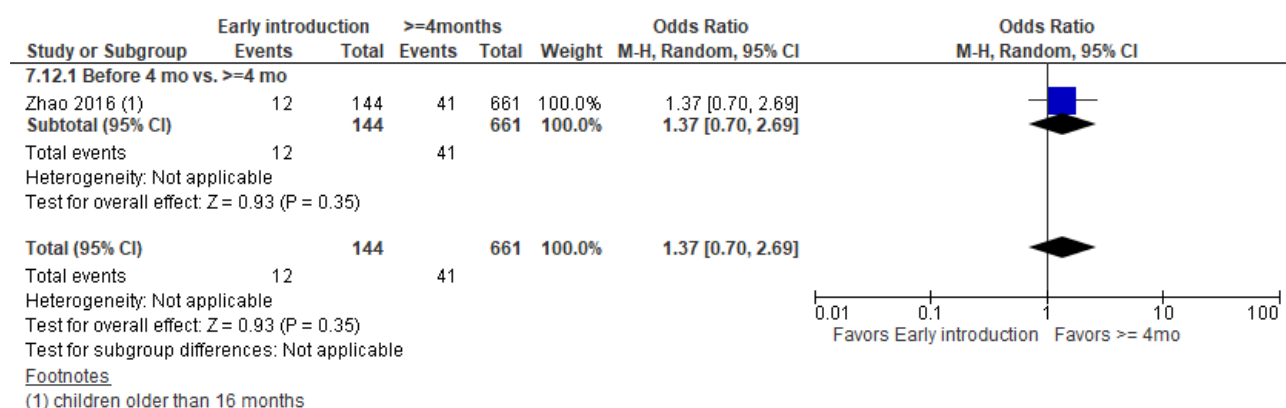 Early introduction >=4months Odds Ratio Odds Ratio
Study or Subgroup Events Total Events Total Weight M-H, Random, 95% CI M-H, Random, 95% CI
7.12.1 Before 4 mo vs. >=4 mo
Zhao 2016 (1) 12 144 41 661 100.0% 1.37 [0.70, 2.69]
Subtotal (95% CI) 144 661 100.0% 1.37 [0.70, 2.69]
Total events 12 41
Heterogeneity: Not applicable
Test for overall effect: Z = 0.93 (P = 0.35)
Total (95% CI) 144 661 100.0% 1.37 [0.70, 2.69]
Total events 12 41
Heterogeneity: Not applicable
Test for overall effect: Z = 0.93 (P = 0.35)
Test for subgroup differences: Not applicable
0.01 0.1 1 10 100
Favors Early introduction Favors >= 4mo
Footnotes
(1) children older than 16 months